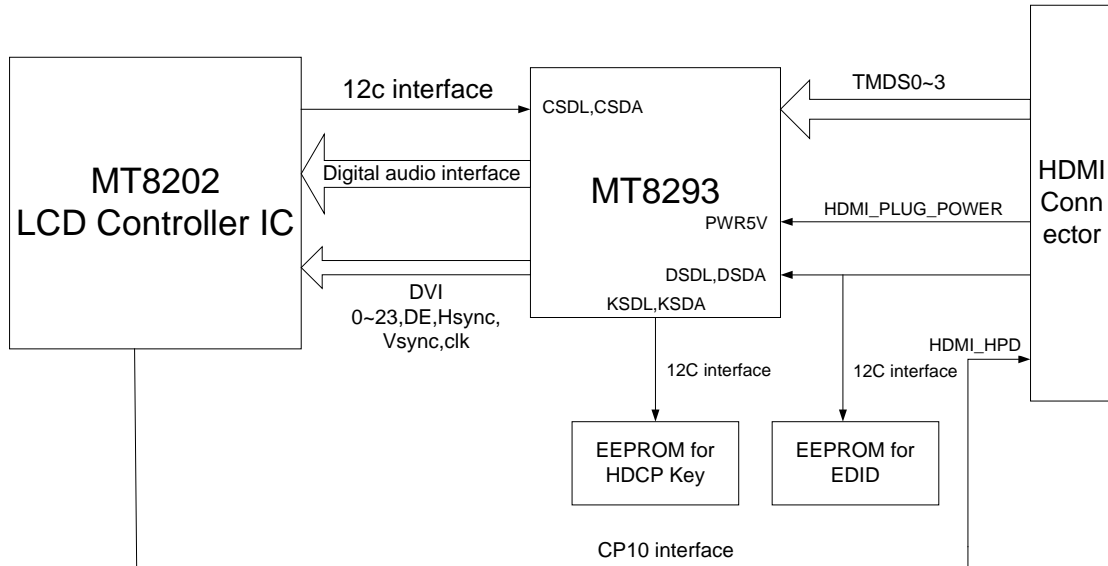 12c interface
TMDS0~3
CSDL,CSDA
MT8202
LCD Controller IC
Digital audio interface
MT8293
HDMI
Conn
ector
PWR5V
HDMI_PLUG_POWER
DSDL,DSDA
DVI
0~23,DE,Hsync,
Vsync,clk
KSDL,KSDA
HDMI_HPD
12C interface
12C interface
EEPROM for
HDCP Key
EEPROM for
EDID
CP10 interface